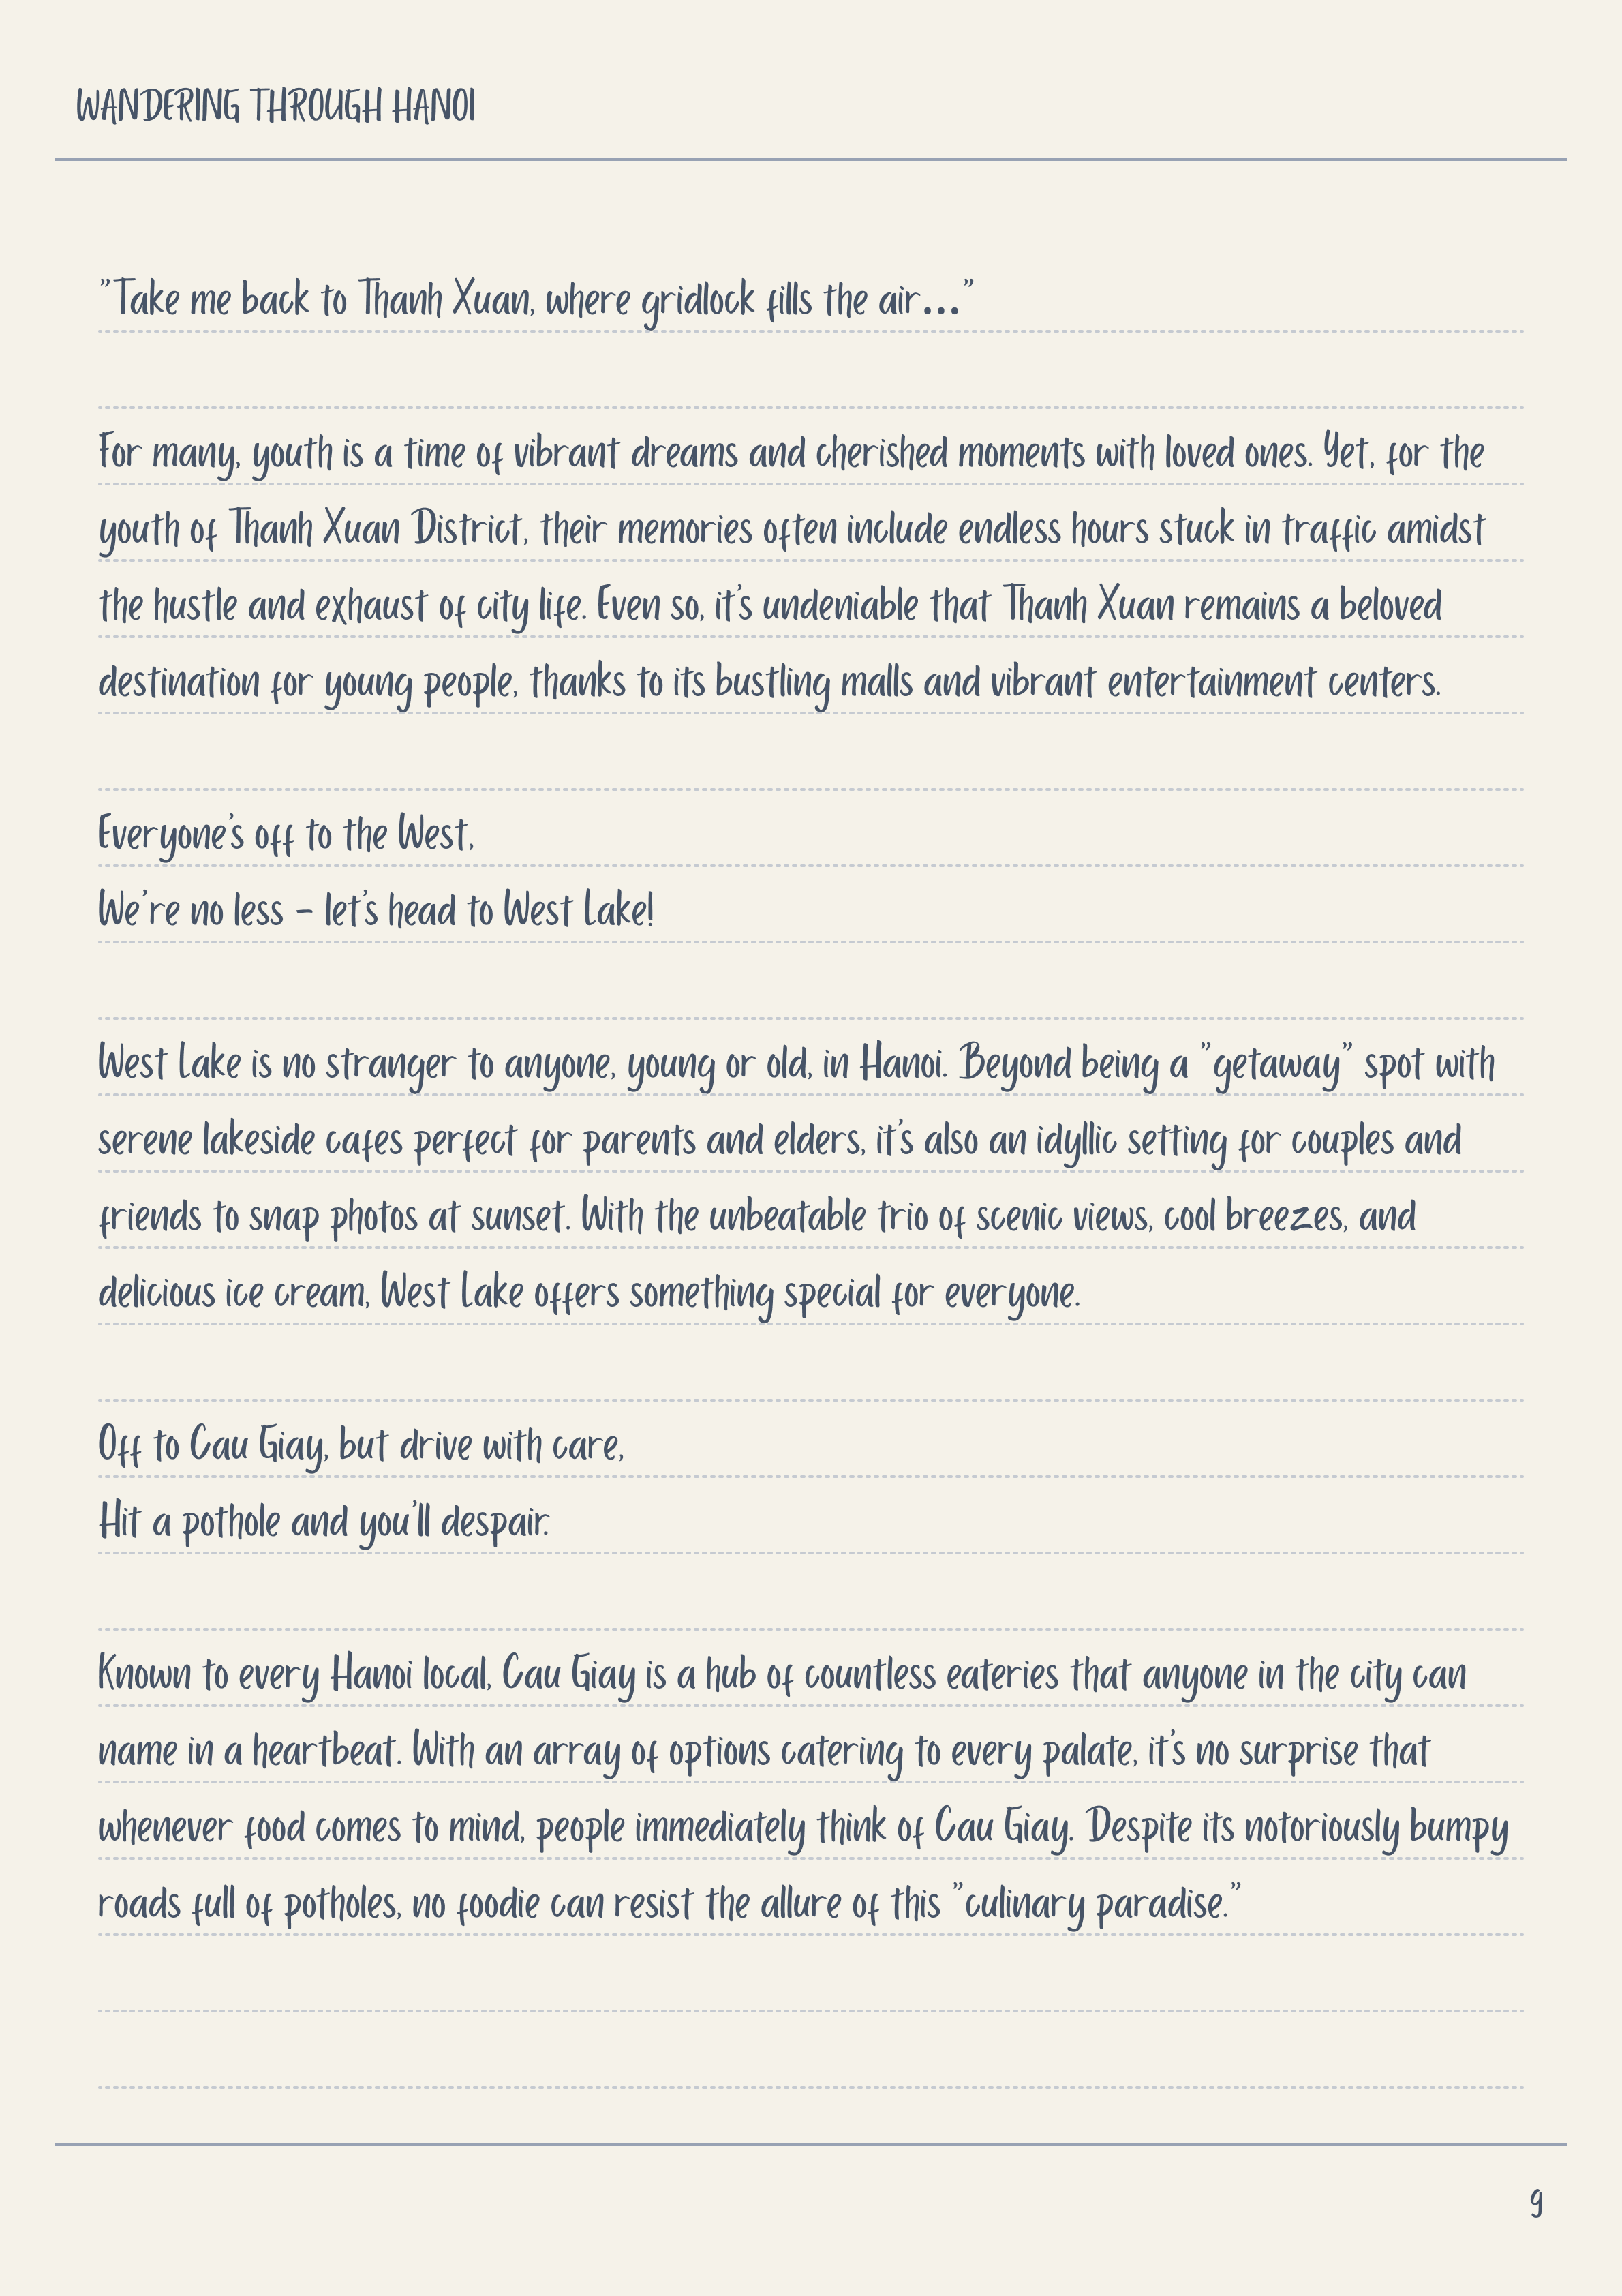 WANDERING THROUGH HANOI
"Take me back to Thanh Xuan, where gridlock fills the air..."
For many, youth is a time of vibrant dreams and cherished moments with loved ones. Yet, for the
youth of Thanh Xuan District, their memories often include endless hours stuck in traffic amidst
the hustle and exhaust of city life. Even so, it's undeniable that Thanh Xuan remains a beloved
destination for young people, thanks to its bustling malls and vibrant entertainment centers.
Everyone's off to the West,
We're no less – let's head to West Lake!
West Lake is no stranger to anyone, young or old, in Hanoi. Beyond being a "getaway" spot with
serene lakeside cafes perfect for parents and elders, it's also an idyllic setting for couples and
friends to snap photos at sunset. With the unbeatable trio of scenic views, cool breezes, and
delicious ice cream, West Lake offers something special for everyone.
Off to Cau Giay, but drive with care,
Hit a pothole and you'll despair.
Known to every Hanoi local, Cau Giay is a hub of countless eateries that anyone in the city can
name in a heartbeat. With an array of options catering to every palate, it's no surprise that
whenever food comes to mind, people immediately think of Cau Giay. Despite its notoriously bumpy
roads full of potholes, no foodie can resist the allure of this "culinary paradise."
9